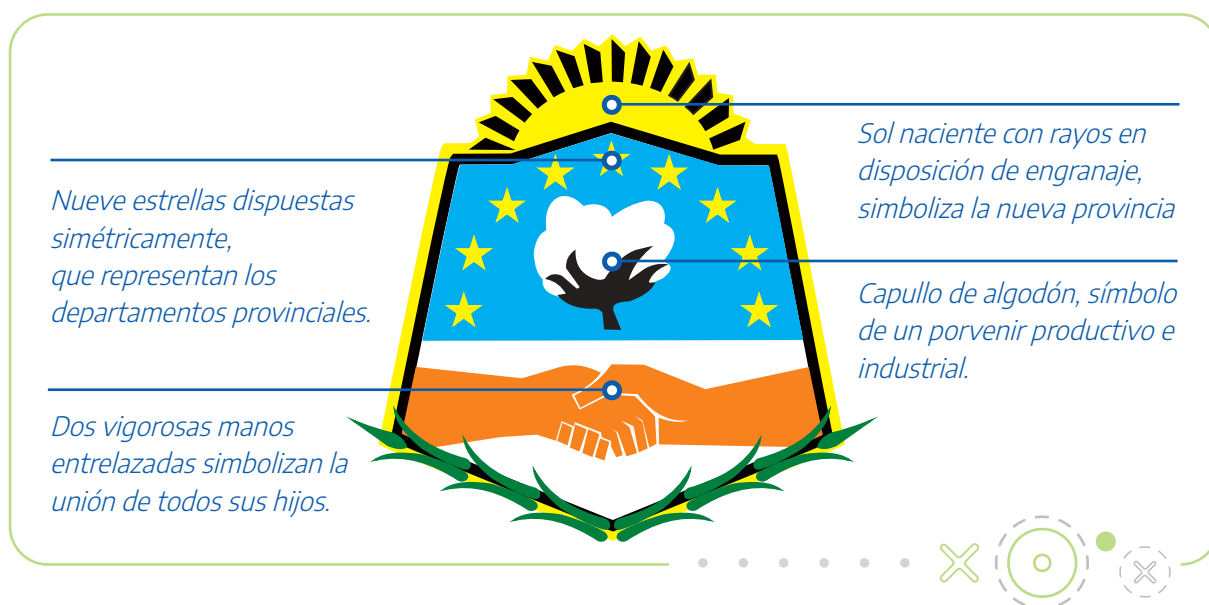 Nueve estrellas dispuestas
simétricamente,
que representan los
departamentos provinciales.
Dos vigorosas manos
entrelazadas simbolizan la
unión de todos sus hijos.
Sol naciente con rayos en
disposición de engranaje,
simboliza la nueva provincia
Capullo de algodón, símbolo
de un porvenir productivo e
industrial.